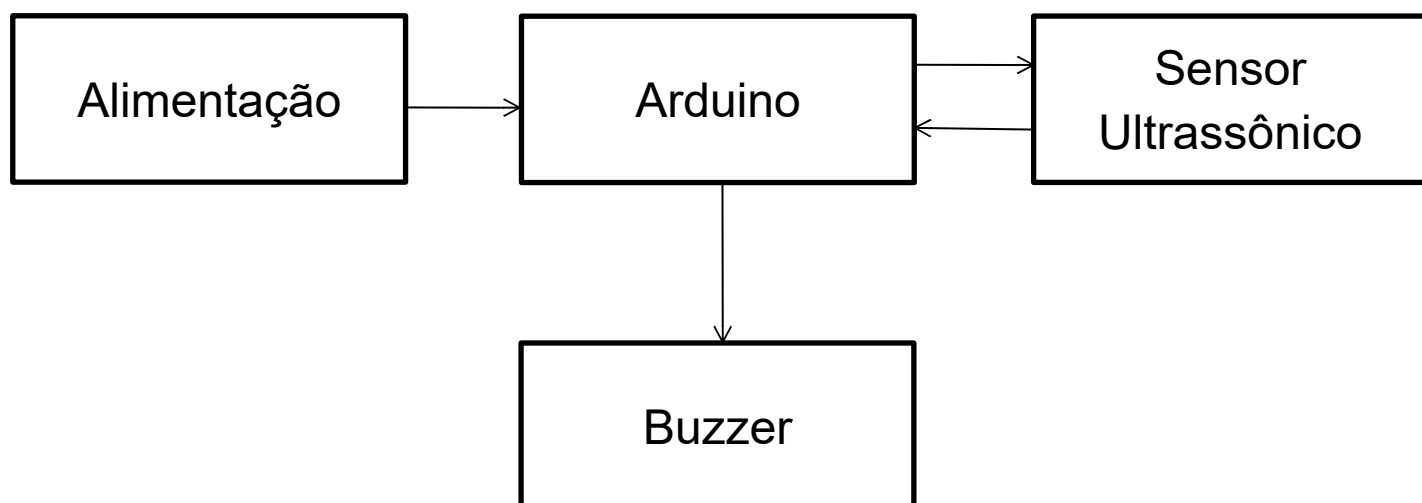 Alimentação
Arduino
Sensor
Ultrassônico
Buzzer